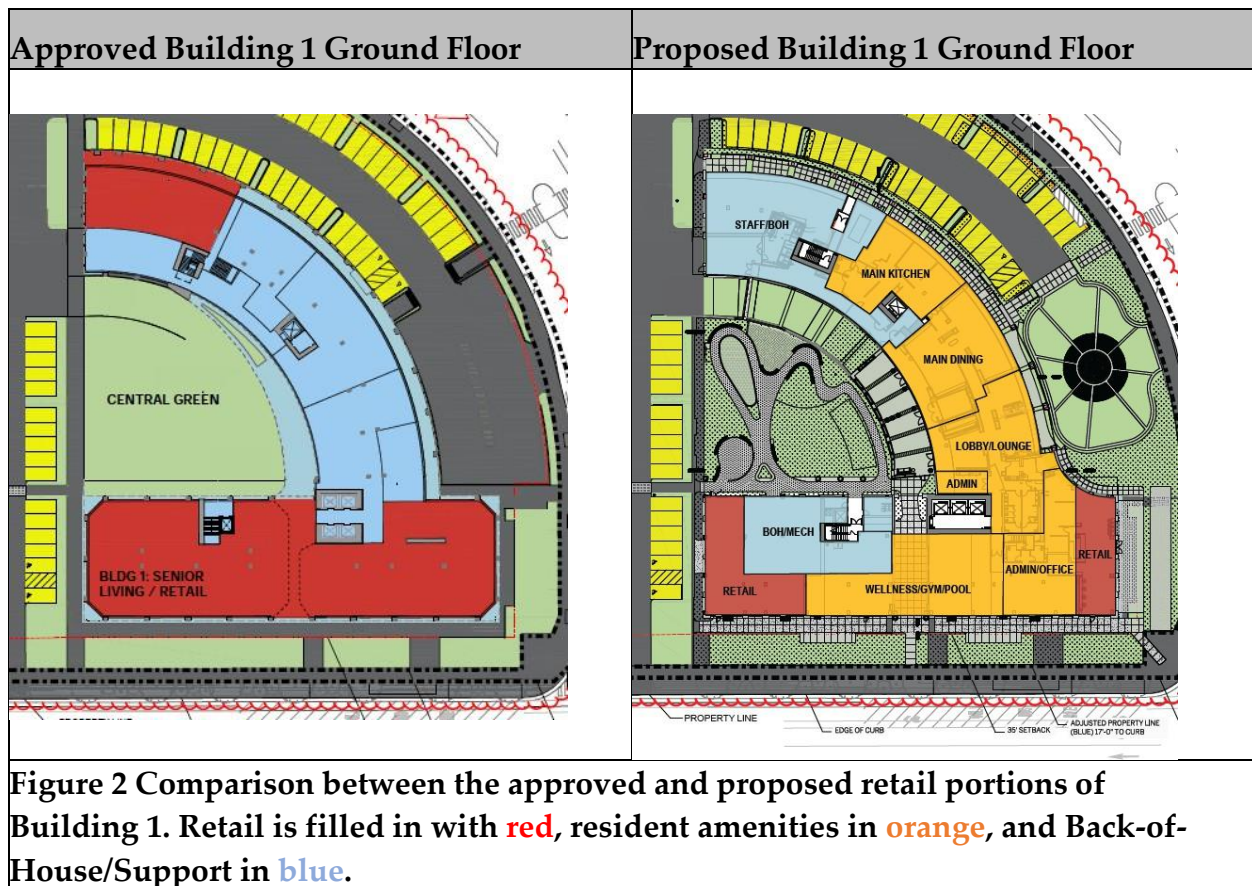 Approved Building 1 Ground Floor
Proposed Building 1 Ground Floor
CENTRAL GREEN
BLDG 1: SENIOR
LIVING / RETAIL
STAFF/BOH
MAIN KITCHEN
MAIN DINING
LOBBY/LOUNGE
ADMIN
BOH/MECH
RETAIL
ADMIN/OFFICE
RETAIL
WELLNESS/GYM/POOL
PROPERTY LINE
EDGE OF CURB
35' SETBACK
ADJUSTED PROPERTY LINE
(BLUE) 17'-0" TO CURB
Figure 2 Comparison between the approved and proposed retail portions of
Building 1. Retail is filled in with red, resident amenities in orange, and Back-of-
House/Support in blue.